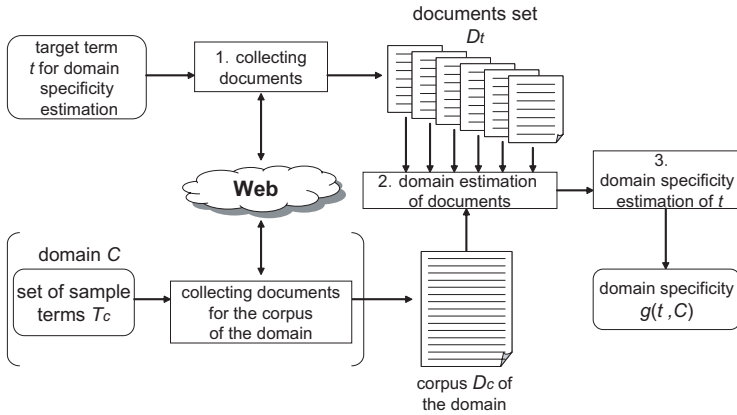 target term
t for domain
specificity
estimation
1. collecting
documents
documents set
Dt
Web
2. domain estimation
of documents
3.
domain specificity
estimation of t
domain C
set of sample
terms Tc
collecting documents
for the corpus
of the domain
corpus Dc of
the domain
domain specificity
g(t ,C)